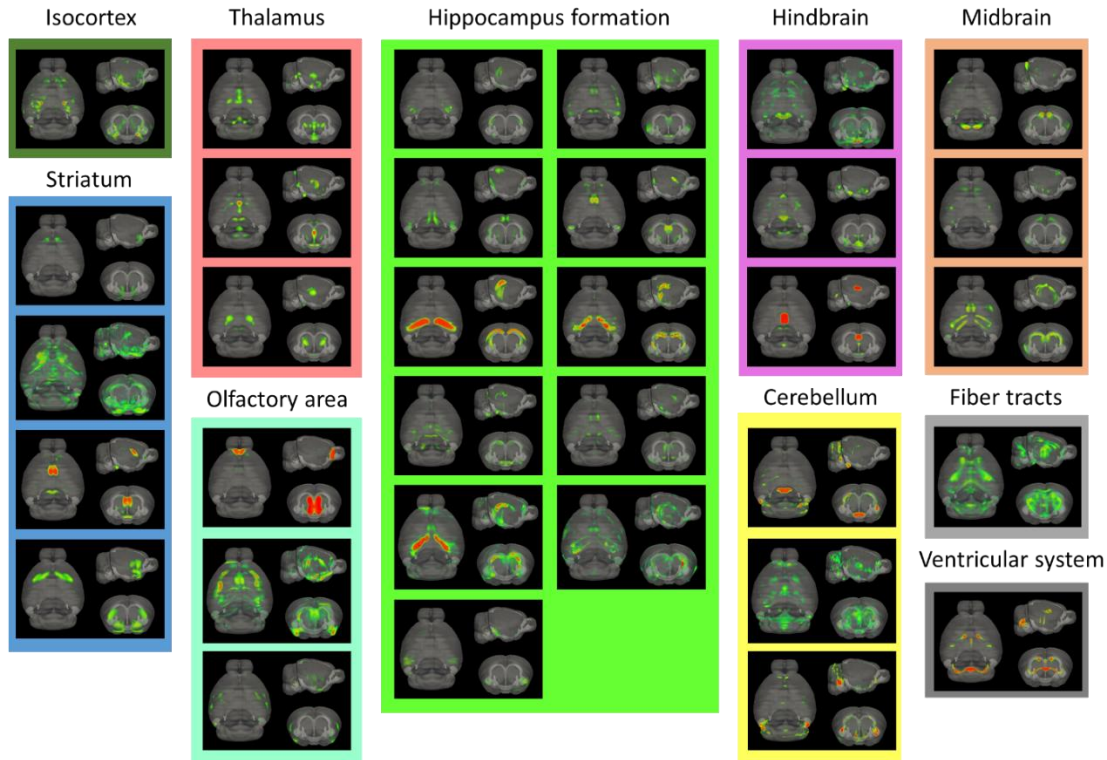 Isocortex
Thalamus
Hippocampus formation
Hindbrain
Midbrain
Striatum
Olfactory area
Cerebellum
Fiber tracts
Ventricular system